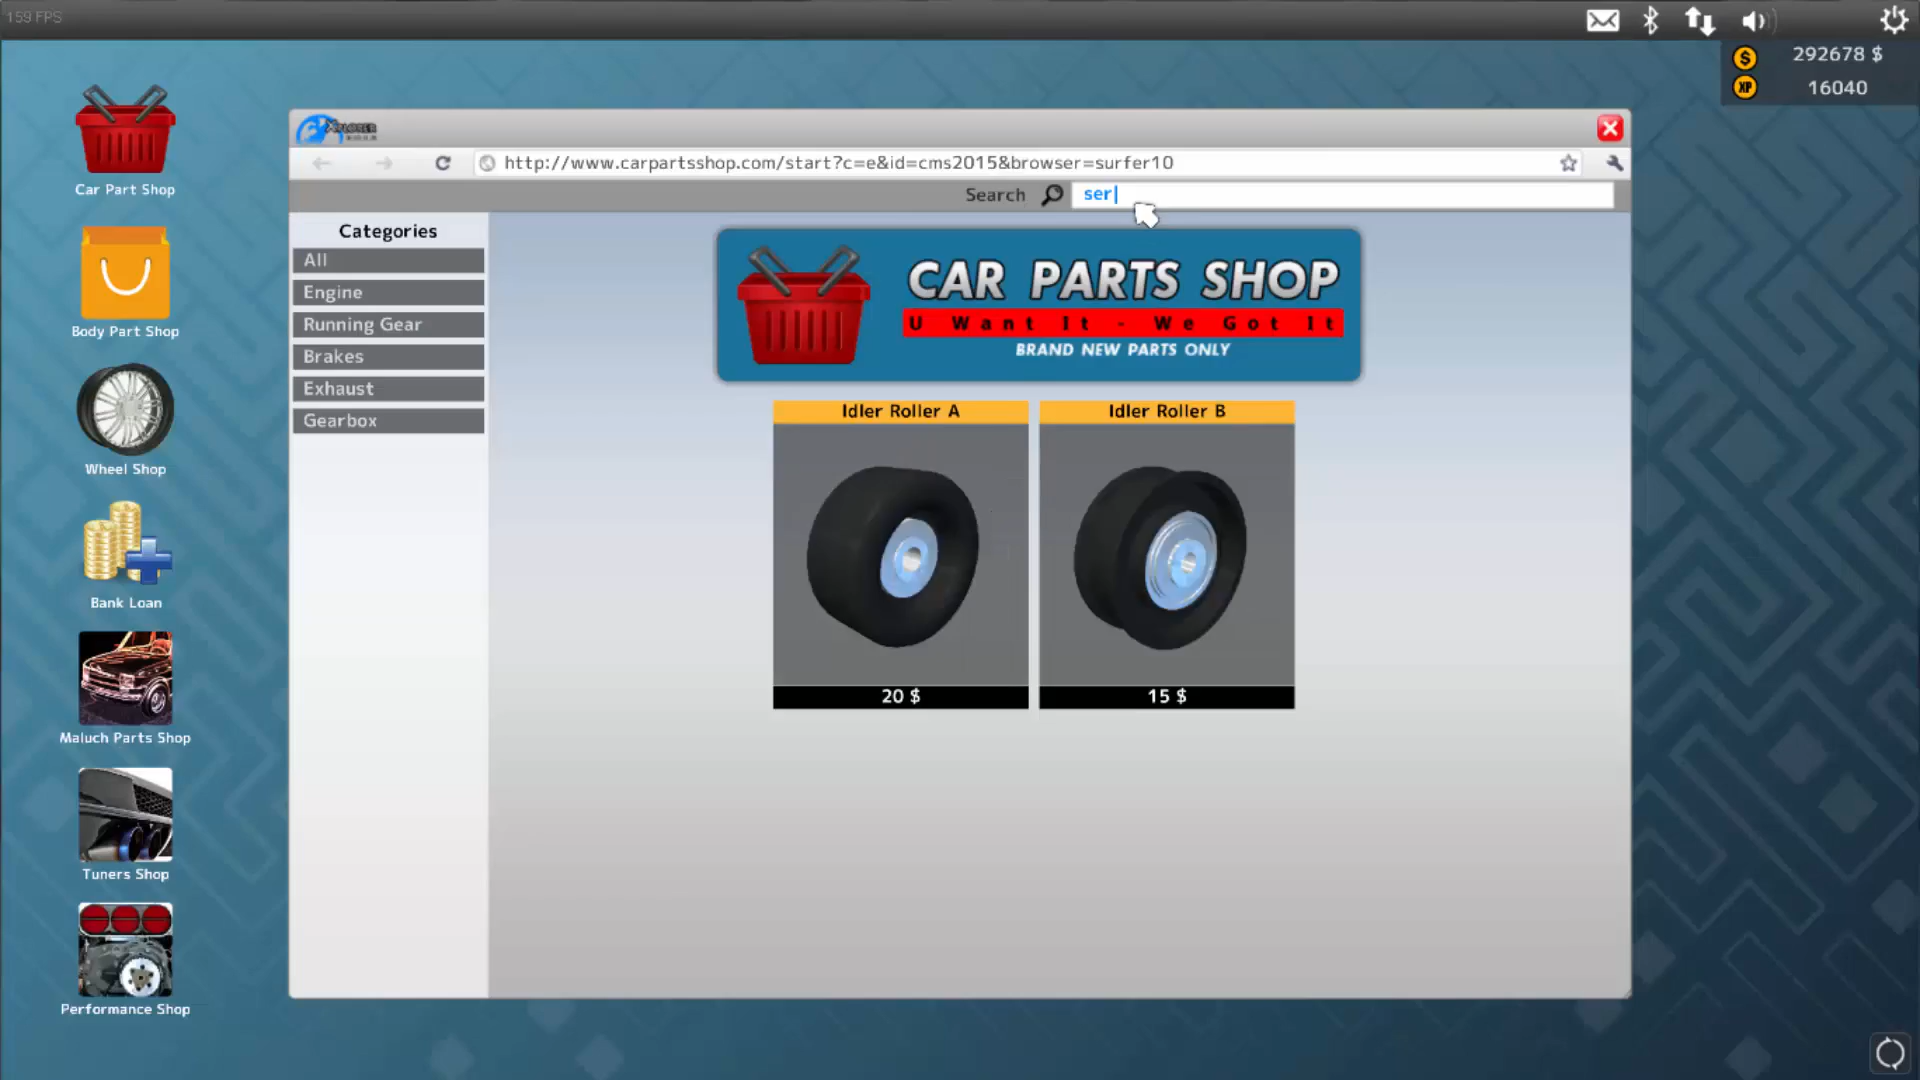 159 FPS
292678 $
XP
16040
Car Part Shop
Body Part Shop
Wheel Shop
Bank Loan
Maluch Parts Shop
Tuners Shop
Performance Shop
http://www.carpartsshop.com/start?c=e&id=cms2015&browser=surfer10
Search
ser
Categories
All
Engine
Running Gear
Brakes
Exhaust
Gearbox
CAR PARTS SHOP
U Want It - We Got It
BRAND NEW PARTS ONLY
Idler Roller A
20 $
Idler Roller B
15 $